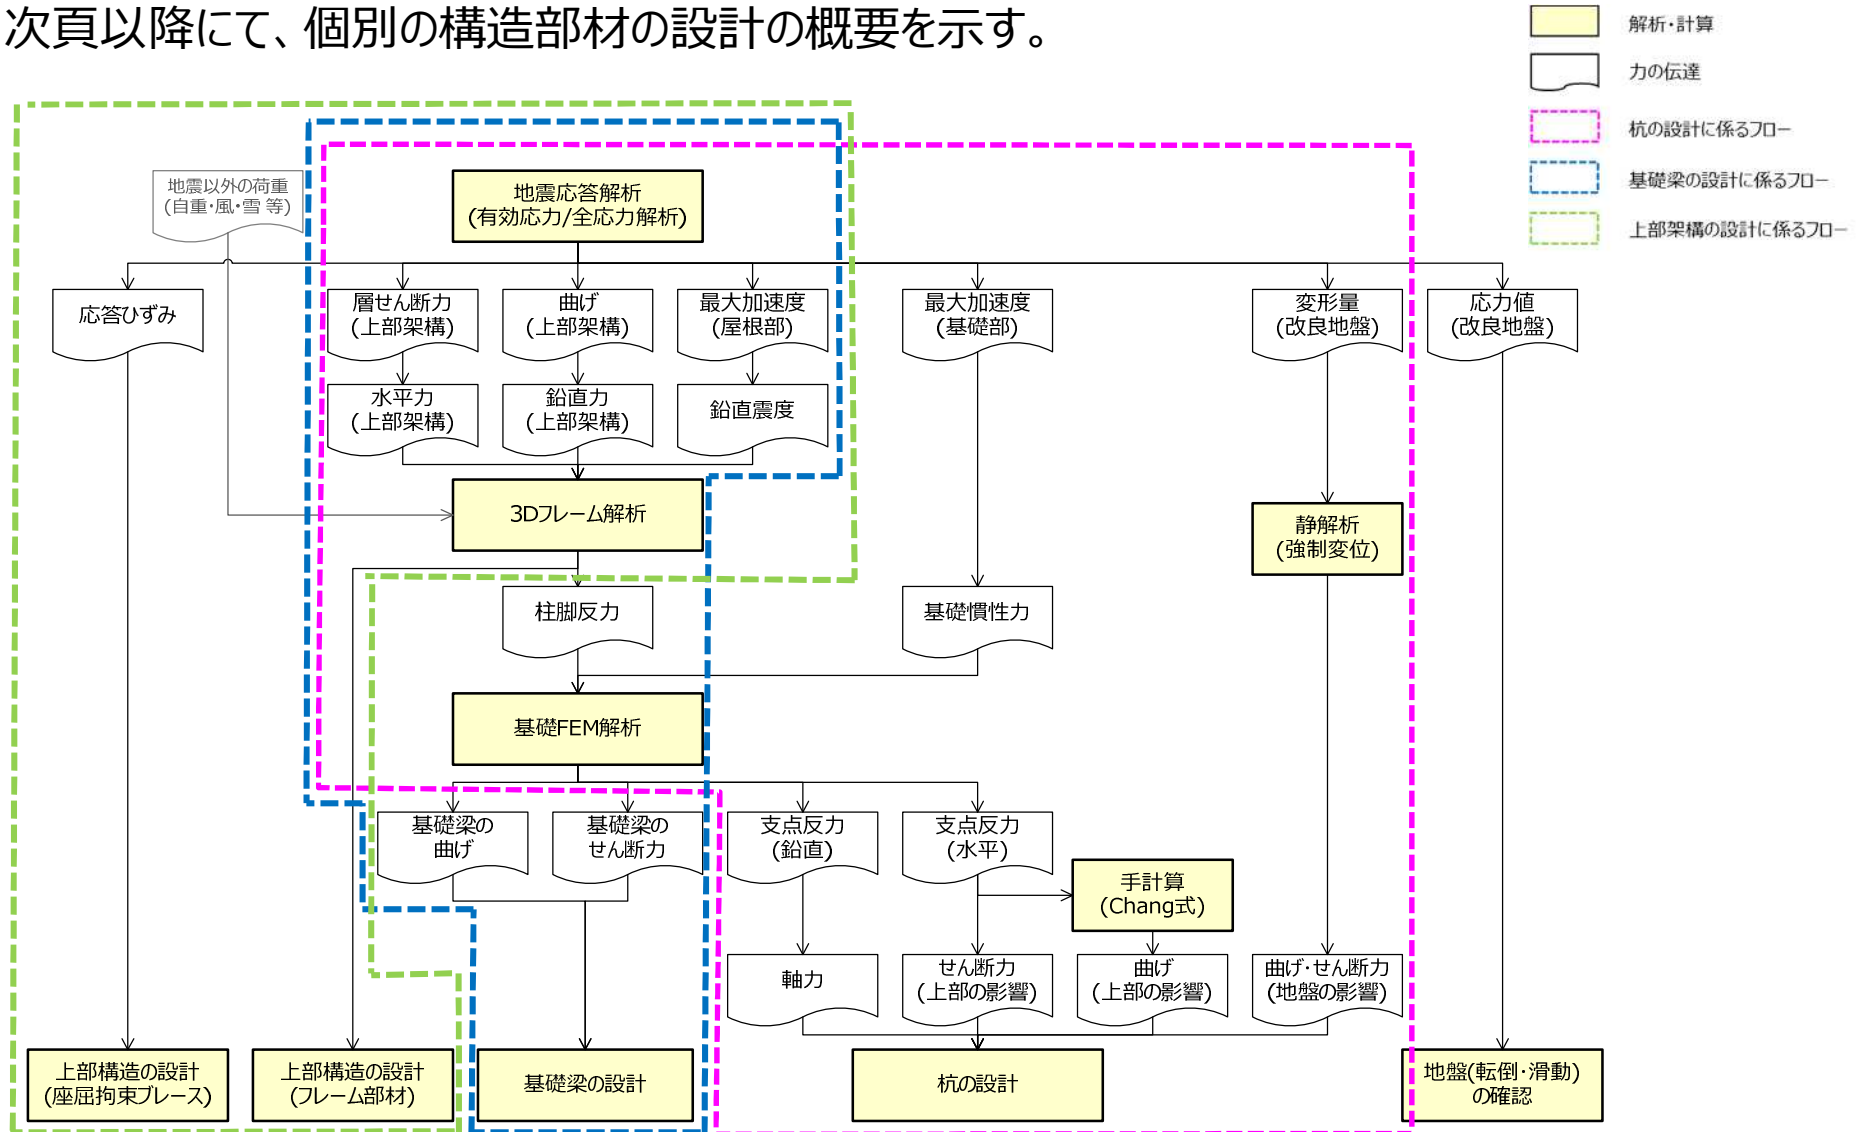 次頁以降にて、個別の構造部材の設計の概要を示す。
解析・計算
力の伝達
杭の設計に係るフロー
基礎梁の設計に係るフロー
上部架構の設計に係るフロー
地震以外の荷重
(自重・風・雪 等)
地震応答解析
(有効応力/全応力解析)
応答ひずみ
層せん断力
(上部架構)
曲げ
(上部架構)
最大加速度
(屋根部)
最大加速度
(基礎部)
変形量
(改良地盤)
応力値
(改良地盤)
水平力
(上部架構)
鉛直力
(上部架構)
鉛直震度
3Dフレーム解析
静解析
(強制変位)
柱脚反力
基礎慣性力
基礎FEM解析
基礎梁の
曲げ
基礎梁の
せん断力
支点反力
(鉛直)
支点反力
(水平)
手計算
(Chang式)
軸力
せん断力
(上部の影響)
曲げ
(上部の影響)
曲げ・せん断力
(地盤の影響)
上部構造の設計
(座屈拘束ブレース)
上部構造の設計
(フレーム部材)
基礎梁の設計
杭の設計
地盤(転倒・滑動)
の確認